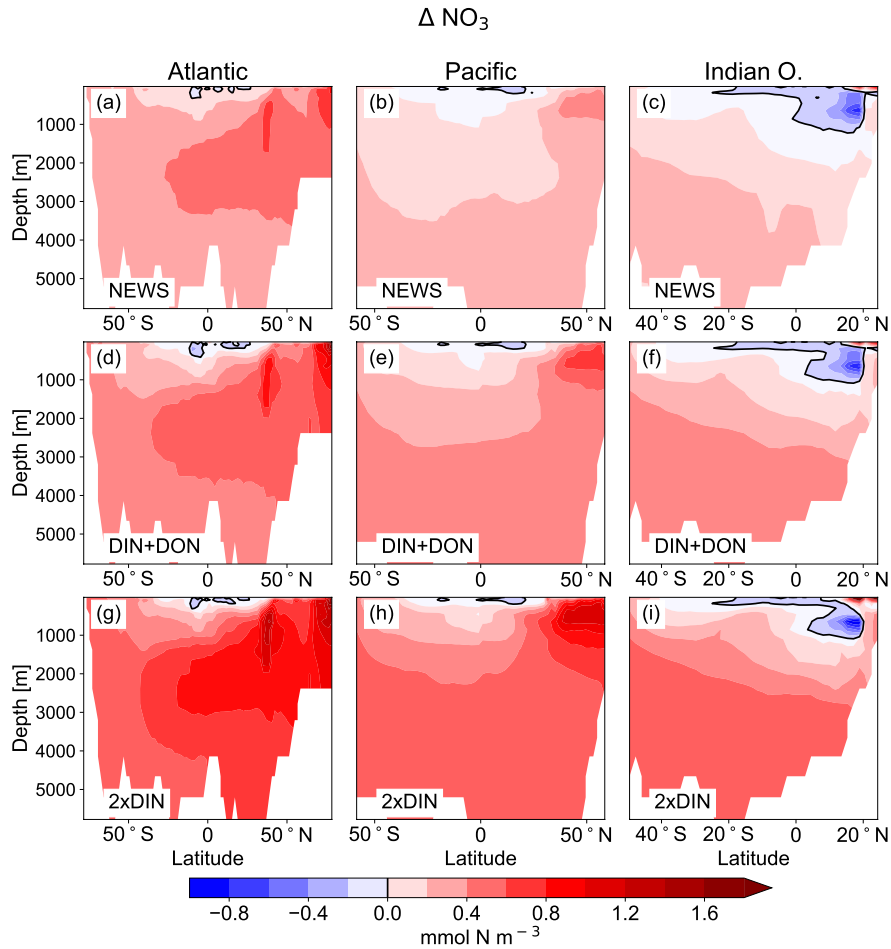 Δ NO₃
Atlantic Pacific Indian O.
(a) (b) (c)
1000
2000
3000
4000
5000
Depth [m]
NEWS NEWS NEWS
50°S 0 50°N 50°S 0 50°N 40°S 20°S 0 20°N
(d) (e) (f)
1000
2000
3000
4000
5000
Depth [m]
DIN+DON DIN+DON DIN+DON
50°S 0 50°N 50°S 0 50°N 40°S 20°S 0 20°N
(g) (h) (i)
1000
2000
3000
4000
5000
Depth [m]
2xDIN 2xDIN 2xDIN
50°S 0 50°N 50°S 0 50°N 40°S 20°S 0 20°N
Latitude Latitude Latitude
−0.8 −0.4 0.0 0.4 0.8 1.2 1.6
mmol N m⁻³